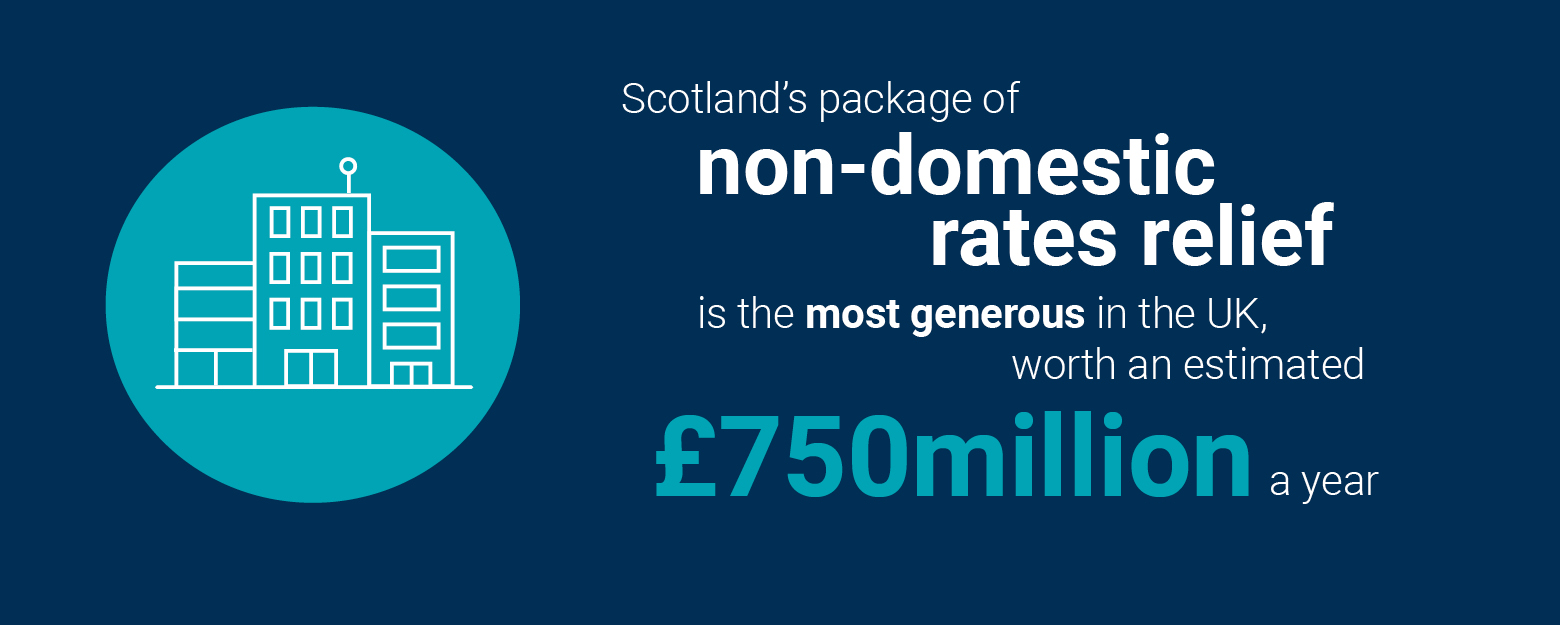 Scotland’s package of
non-domestic
rates relief
is the most generous in the UK,
worth an estimated
£750million a year